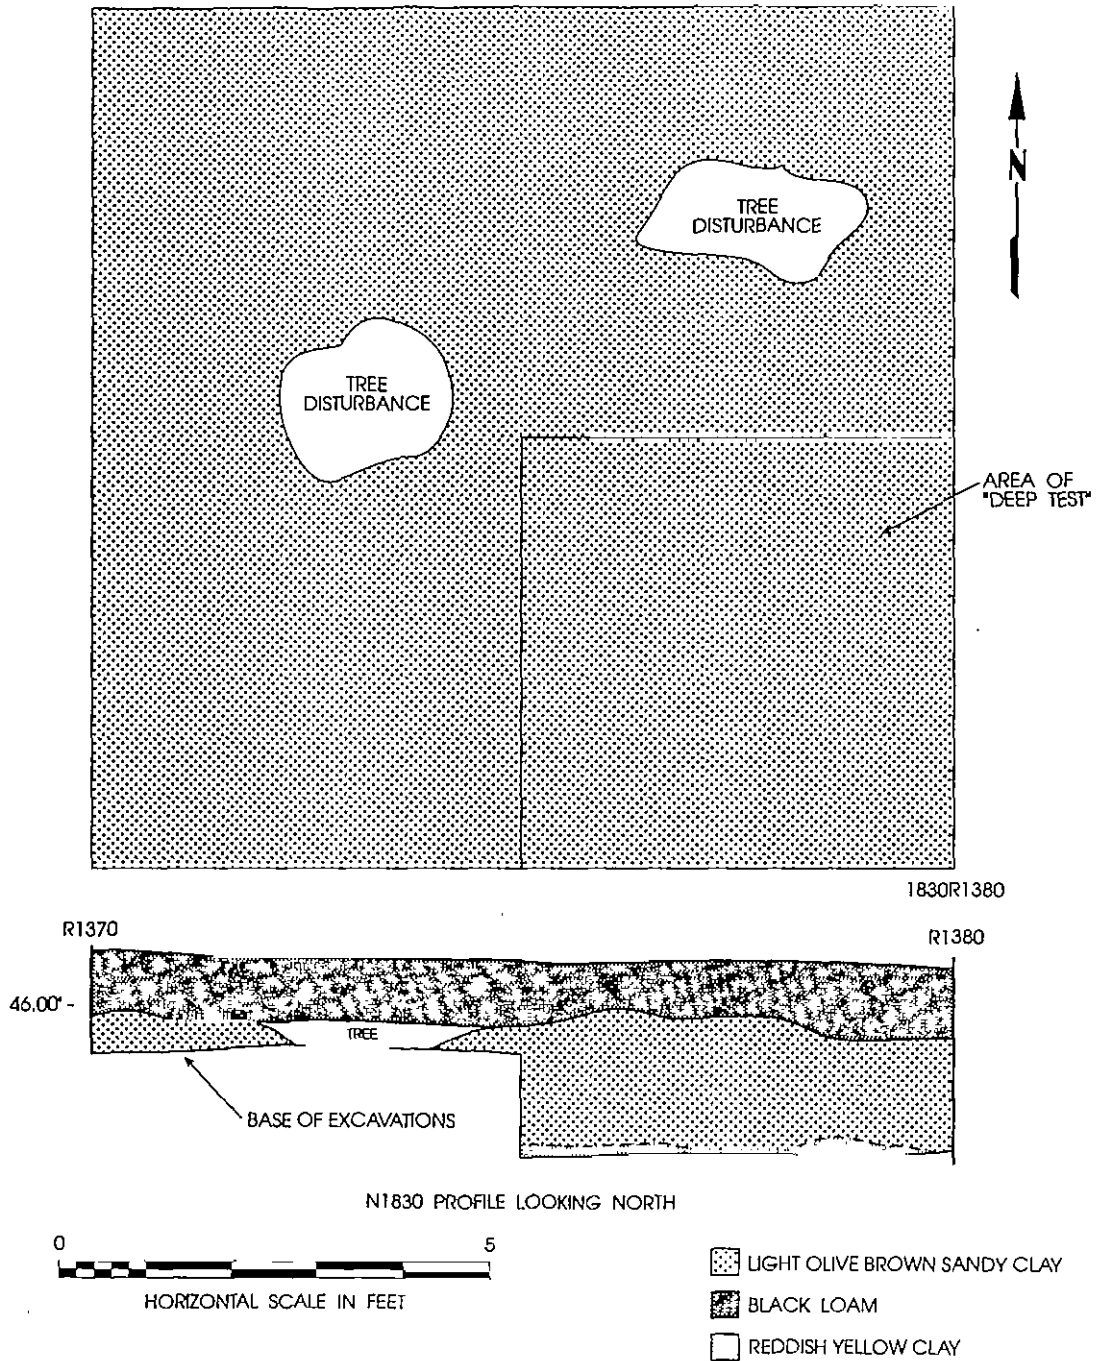 N
TREE
DISTURBANCE
TREE
DISTURBANCE
AREA OF
"DEEP TEST"
1830R1380
R1370
R1380
46.00' -
TREE
BASE OF EXCAVATIONS
N1830 PROFILE LOOKING NORTH
0 5
HORIZONTAL SCALE IN FEET
LIGHT OLIVE BROWN SANDY CLAY
BLACK LOAM
REDDISH YELLOW CLAY